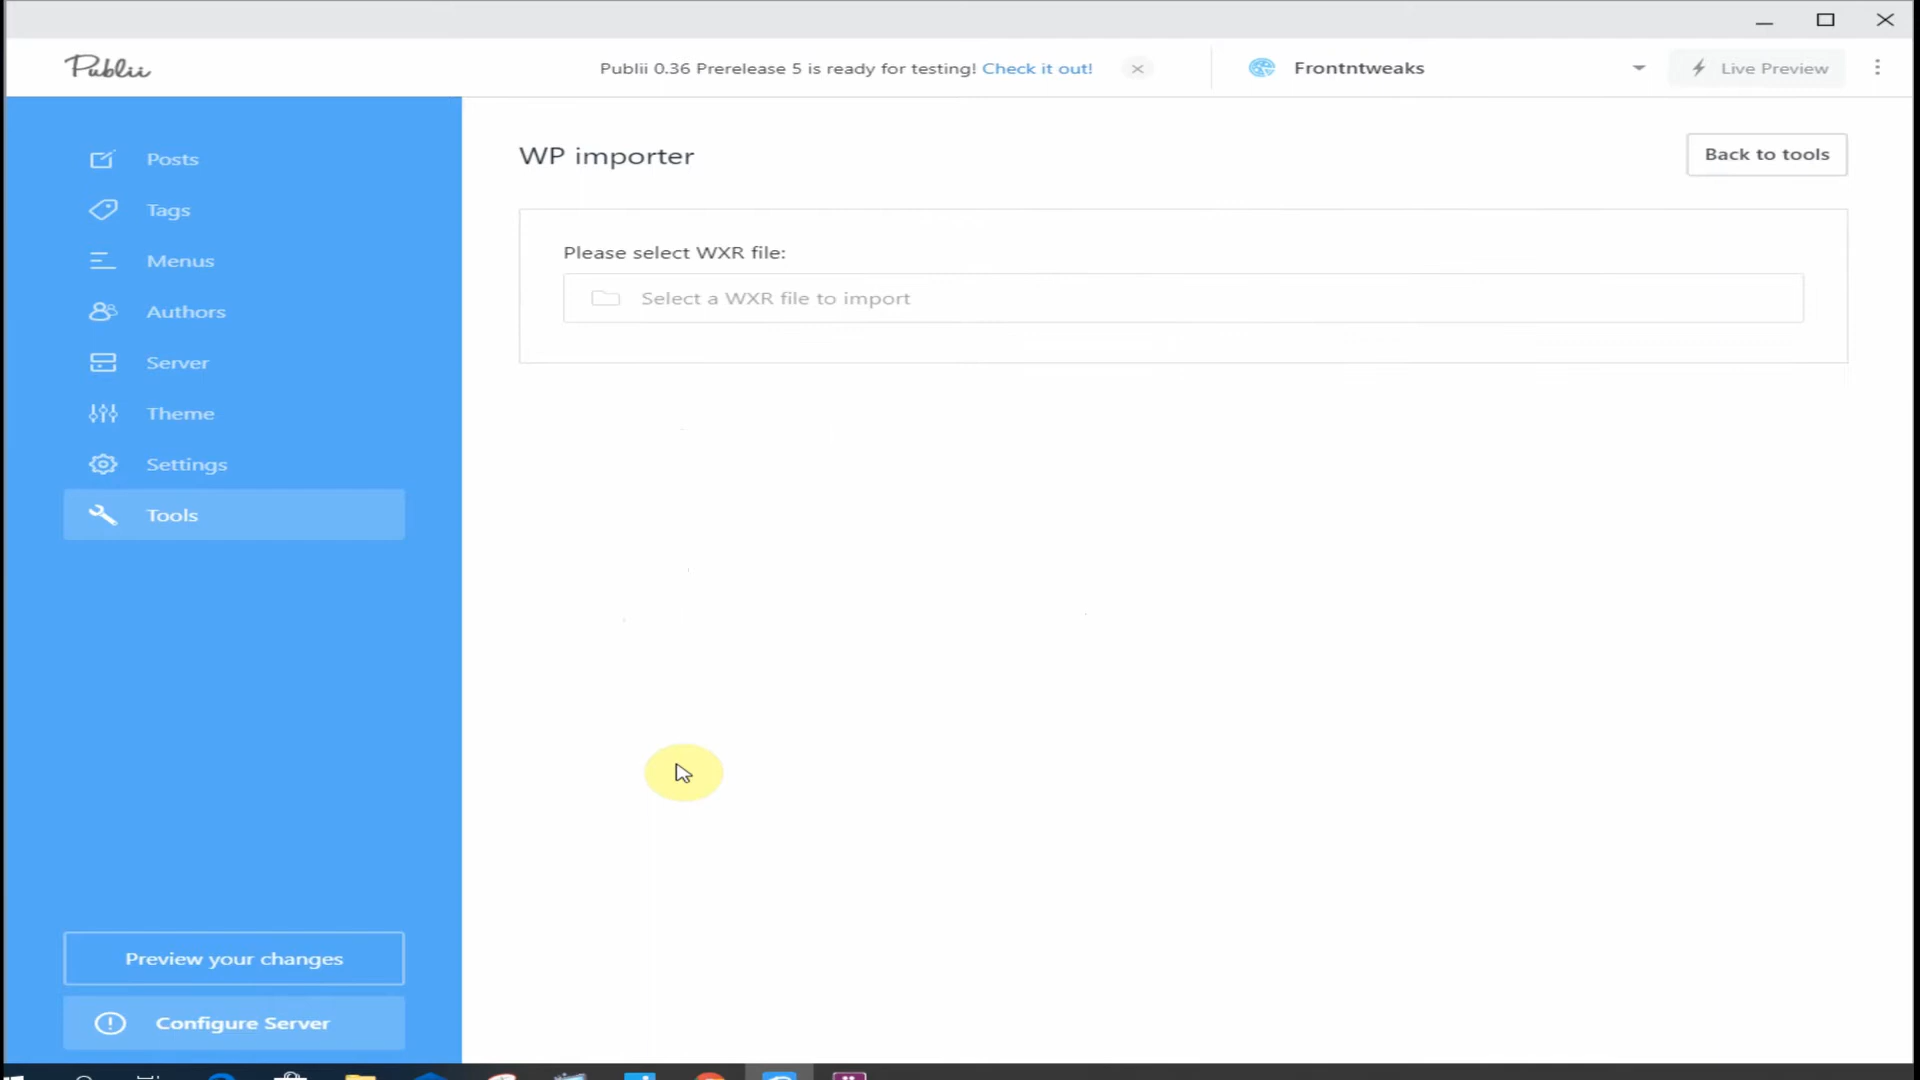 Publii
Publii 0.36 Prerelease 5 is ready for testing! Check it out!
Frontntweaks
Live Preview
Posts
Tags
Menus
Authors
Server
Theme
Settings
Tools
Preview your changes
Configure Server
WP importer
Back to tools
Please select WXR file:
Select a WXR file to import